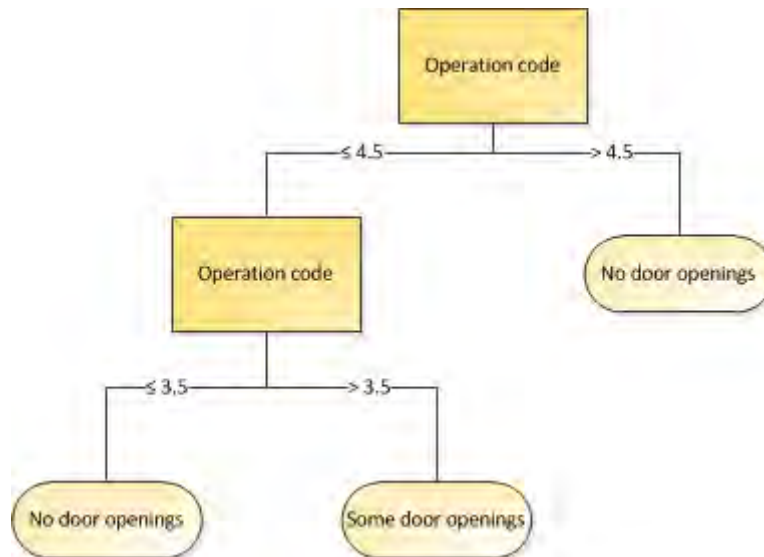 Operation code
≤ 4.5
> 4.5
Operation code
No door openings
≤ 3.5
> 3.5
No door openings
Some door openings